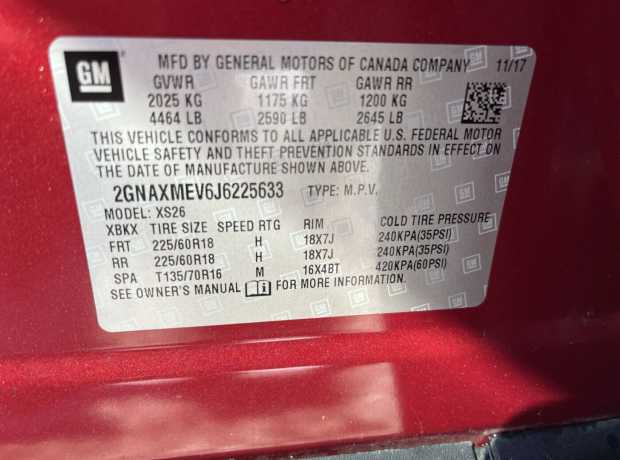 GM
MFD BY GENERAL MOTORS OF CANADA COMPANY 11/17
GVWR GAWR FRT GAWR RR
2025 KG 1175 KG 1200 KG
4464 LB 2590 LB 2645 LB
THIS VEHICLE CONFORMS TO ALL APPLICABLE U.S. FEDERAL MOTOR
VEHICLE SAFETY AND THEFT PREVENTION STANDARDS IN EFFECT ON
THE DATE OF MANUFACTURE SHOWN ABOVE.
2GNAXMEV6J6225633 TYPE: M.P.V.
MODEL: XS26
XBKX TIRE SIZE SPEED RTG RIM COLD TIRE PRESSURE
FRT 225/60R18 H 18X7J 240KPA(35PSI)
RR 225/60R18 H 18X7J 240KPA(35PSI)
SPA T135/70R16 M 16X4BT 420KPA(60PSI)
SEE OWNER'S MANUAL FOR MORE INFORMATION.